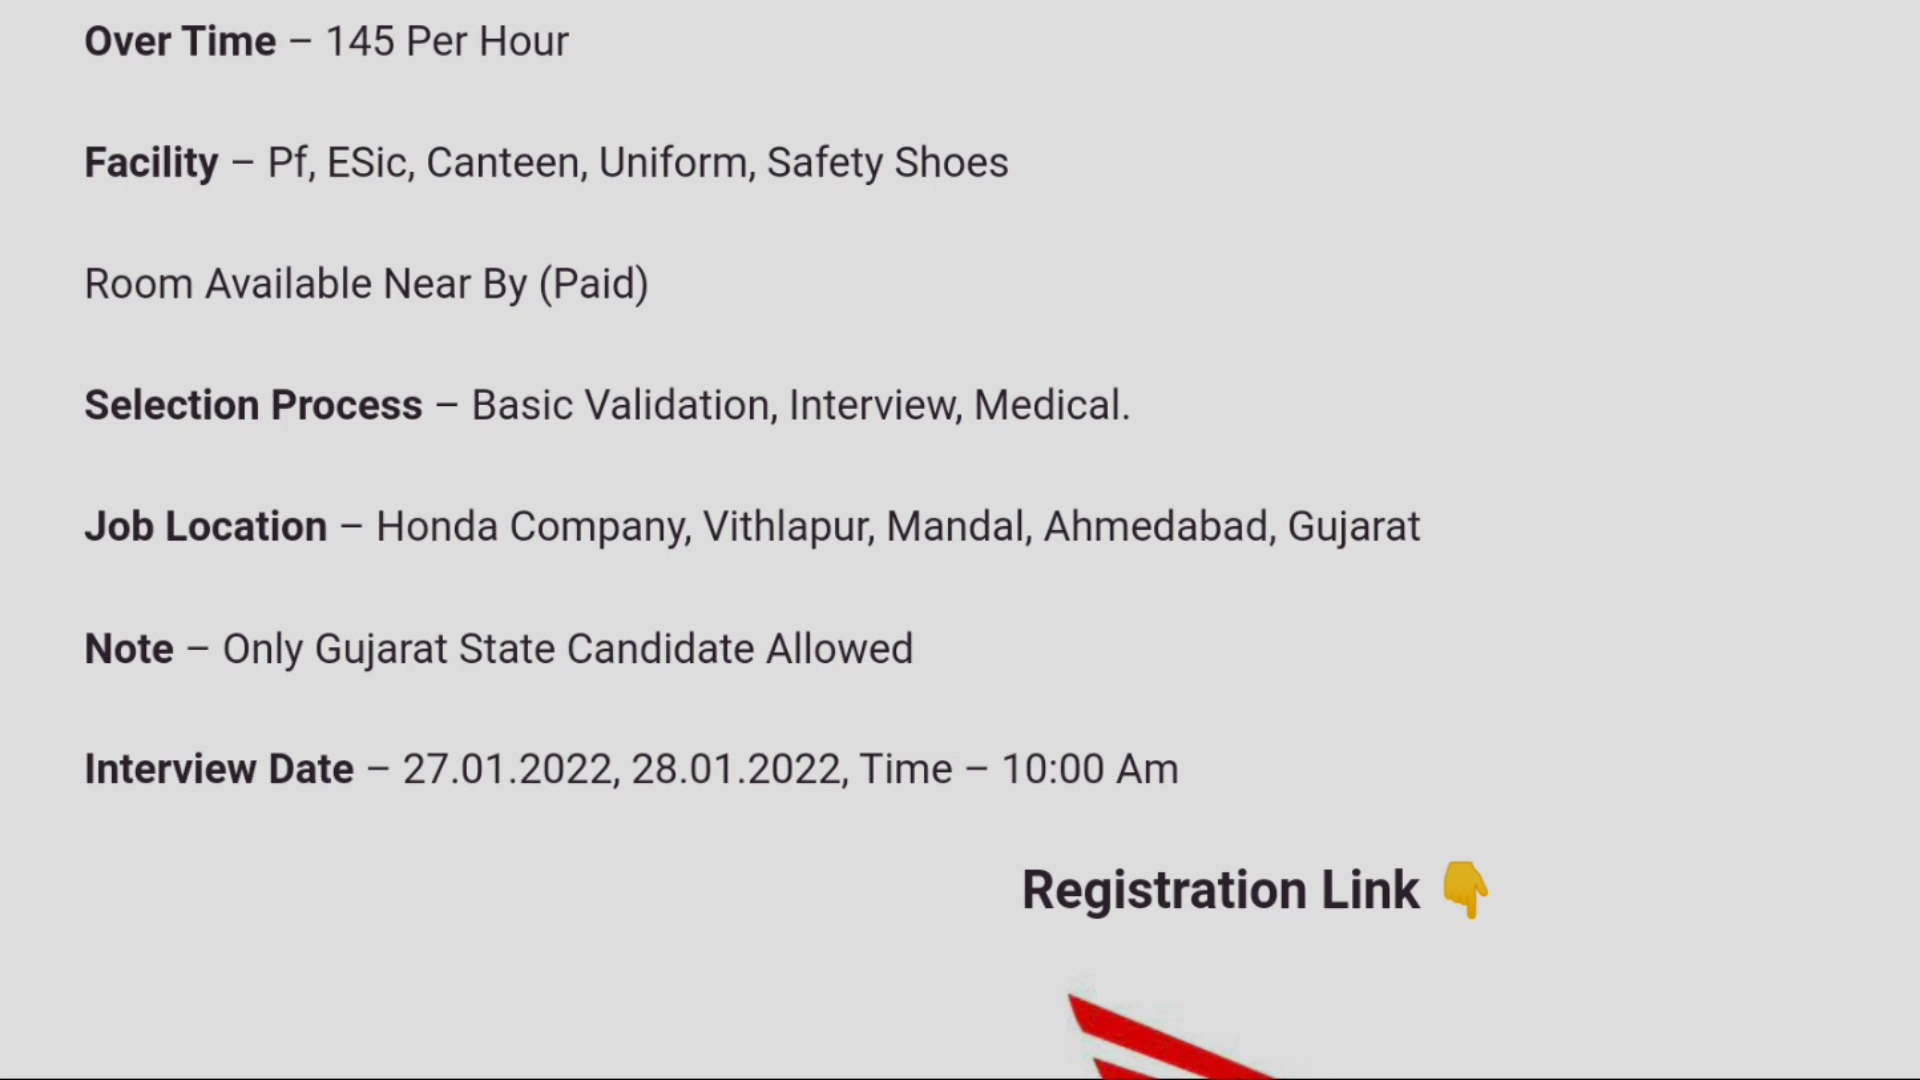 Over Time – 145 Per Hour
Facility – Pf, ESic, Canteen, Uniform, Safety Shoes
Room Available Near By (Paid)
Selection Process – Basic Validation, Interview, Medical.
Job Location – Honda Company, Vithlapur, Mandal, Ahmedabad, Gujarat
Note – Only Gujarat State Candidate Allowed
Interview Date – 27.01.2022, 28.01.2022, Time – 10:00 Am
Registration Link 👇